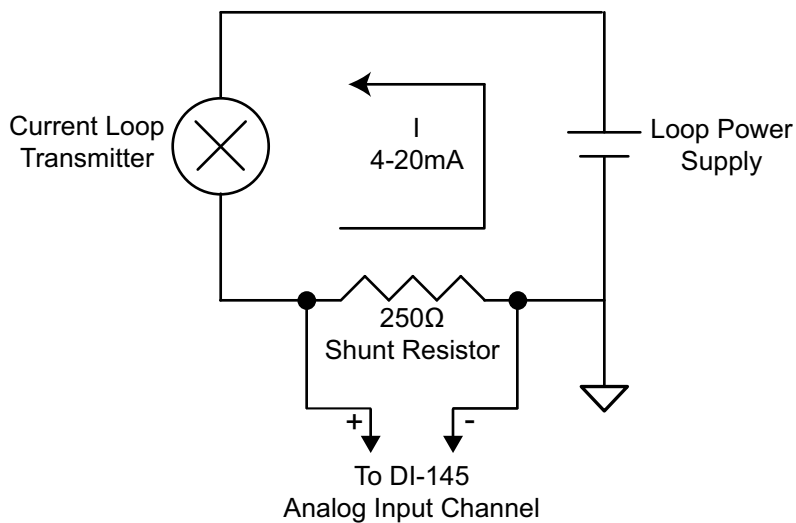 Current Loop
Transmitter
I
4-20mA
Loop Power
Supply
250Ω
Shunt Resistor
+
-
To DI-145
Analog Input Channel